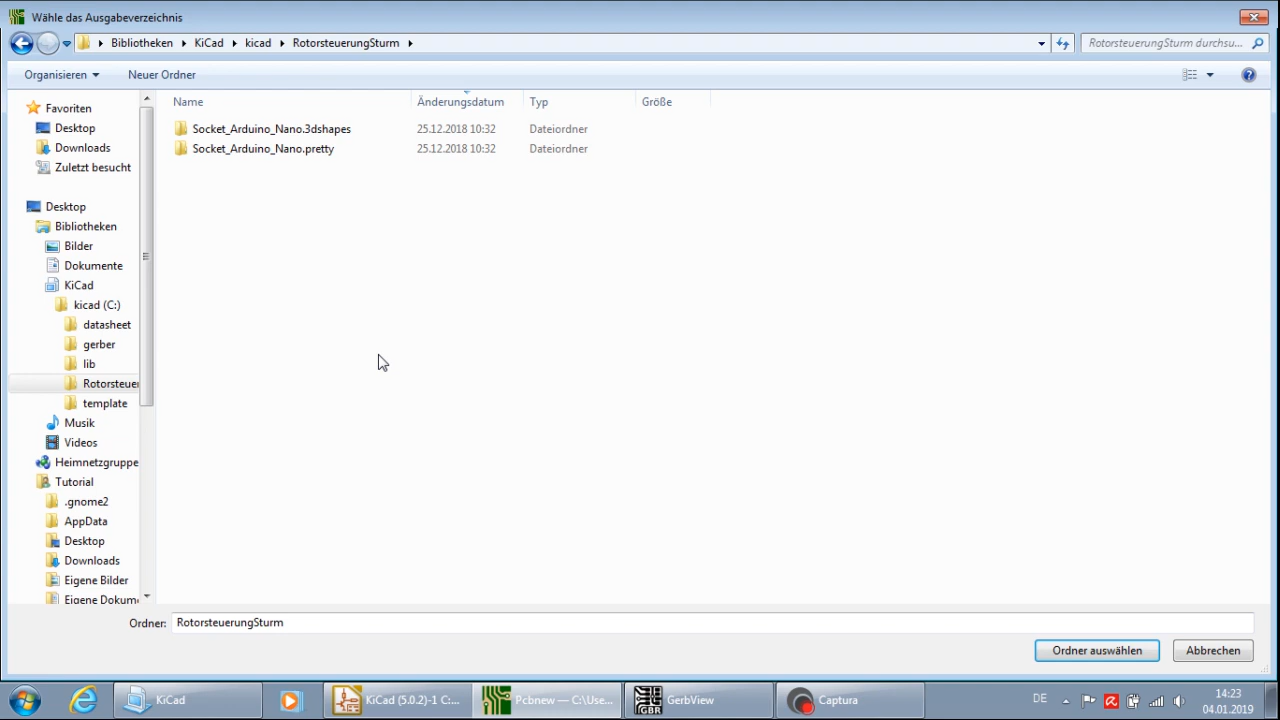 Wähle das Ausgabeverzeichnis
Bibliotheken KiCad kicad RotorsteuerungSturm
RotorsteuerungSturm durchsu...
Organisieren Neuer Ordner
Name Änderungsdatum Typ Größe
Socket_Arduino_Nano.3dshapes 25.12.2018 10:32 Dateiordner
Socket_Arduino_Nano.pretty 25.12.2018 10:32 Dateiordner
Favoriten
Desktop
Downloads
Zuletzt besucht
Desktop
Bibliotheken
Bilder
Dokumente
KiCad
kicad (C:)
datasheet
gerber
lib
Rotorsteuer
template
Musik
Videos
Heimnetzgruppe
Tutorial
.gnome2
AppData
Desktop
Downloads
Eigene Bilder
Eigene Dokum
Ordner: RotorsteuerungSturm
Ordner auswählen Abbrechen
KiCad
KiCad (5.0.2)-1 C:...
Pcbnew — C:\Use...
GBR GerbView
Captura
DE
14:23
04.01.2019